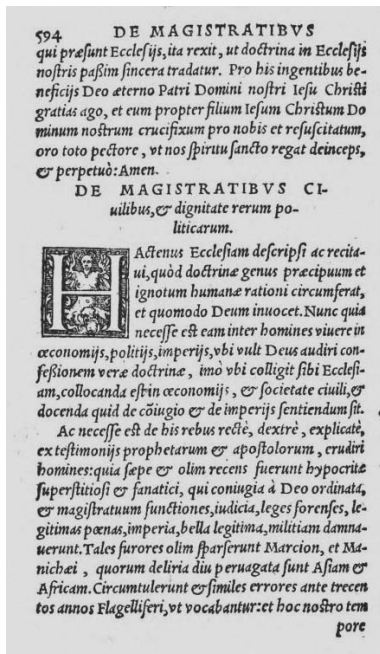 594 DE MAGISTRATIBVS
qui præsunt Ecclesijs, ita rexit, ut doctrina in Ecclesijs
nostris paßim sincera tradatur. Pro his ingentibus be-
neficijs Deo æterno Patri Domini nostri Iesu Christi
gratias ago, et eum propter filium Iesum Christum Do
minum nostrum crucifixum pro nobis et resuscitatum,
oro toto pectore, vt nos spiritu sancto regat deinceps,
& perpetuò: Amen.
DE MAGISTRATIBVS CI-
uilibus, & dignitate rerum po-
liticarum.
HActenus Ecclesiam descripsi ac recita-
ui, quòd doctrinæ genus præcipuum et
ignotum humanæ rationi circumferat,
et quomodo Deum inuocet. Nunc quia
necesse est eam inter homines viuere in
œconomijs, politijs, imperijs, vbi vult Deus audiri con-
feßionem veræ doctrinæ, imò vbi colligit sibi Ecclesi-
am, collocanda est in œconomijs, & societate ciuili, &
docenda quid de cõiugio & de imperijs sentiendum sit.
Ac necesse est de his rebus rectè, dextrè, explicatè,
ex testimonijs prophetarum & apostolorum, erudiri
homines: quia sæpe & olim & recens fuerunt hypocritæ
superstitiosi & fanatici, qui coniugia à Deo ordinata,
& magistratuum functiones, iudicia, leges forenses, le-
gitimas pœnas, imperia, bella legitima, militiam damna-
uerunt. Tales furores olim sparserunt Marcion, et Ma-
nichæi, quorum deliria diu peruagata sunt Asiam &
Africam. Circumtulerunt & similes errores ante trecen
tos annos Flagelliferi, vt vocabantur: et hoc nostro tem
pore